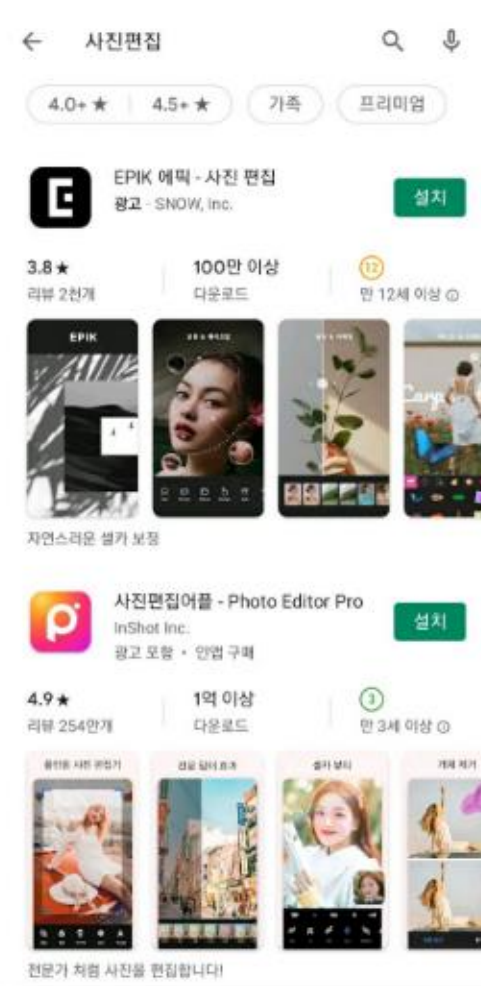 사진편집
4.0+ ★ 4.5+ ★ 가족 프리미엄
EPIK 에픽 - 사진 편집
광고 · SNOW, Inc.
설치
3.8 ★ 100만 이상 12
리뷰 2천개 다운로드 만 12세 이상
EPIK
자연스러운 셀카 보정
사진편집어플 - Photo Editor Pro
InShot Inc.
광고 포함 • 인앱 구매
설치
4.9 ★ 1억 이상 3
리뷰 254만개 다운로드 만 3세 이상
올인원 사진 편집기
셀카 뷰티
개체 제거
전문가 처럼 사진을 편집합니다!